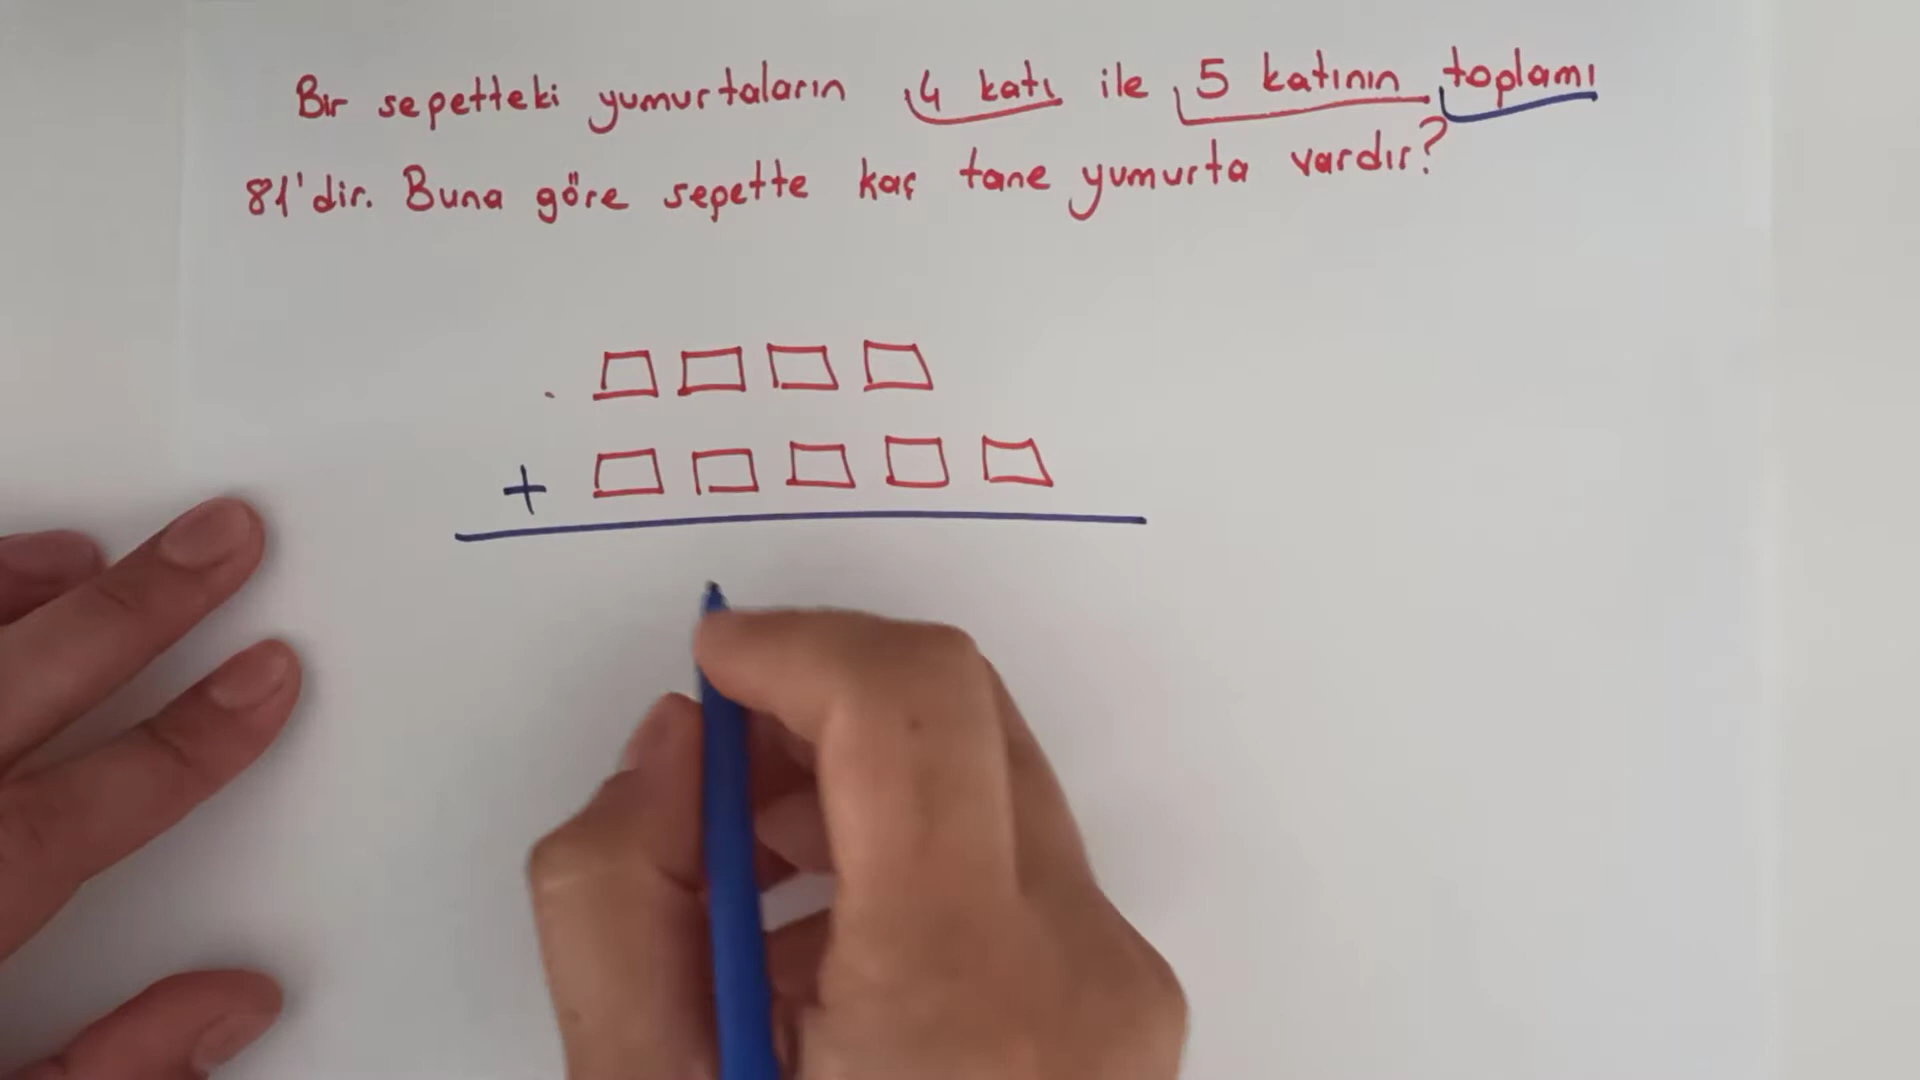 Bir sepetteki yumurtaların 4 katı ile 5 katının toplamı
81'dir. Buna göre sepette kaç tane yumurta vardır?
+